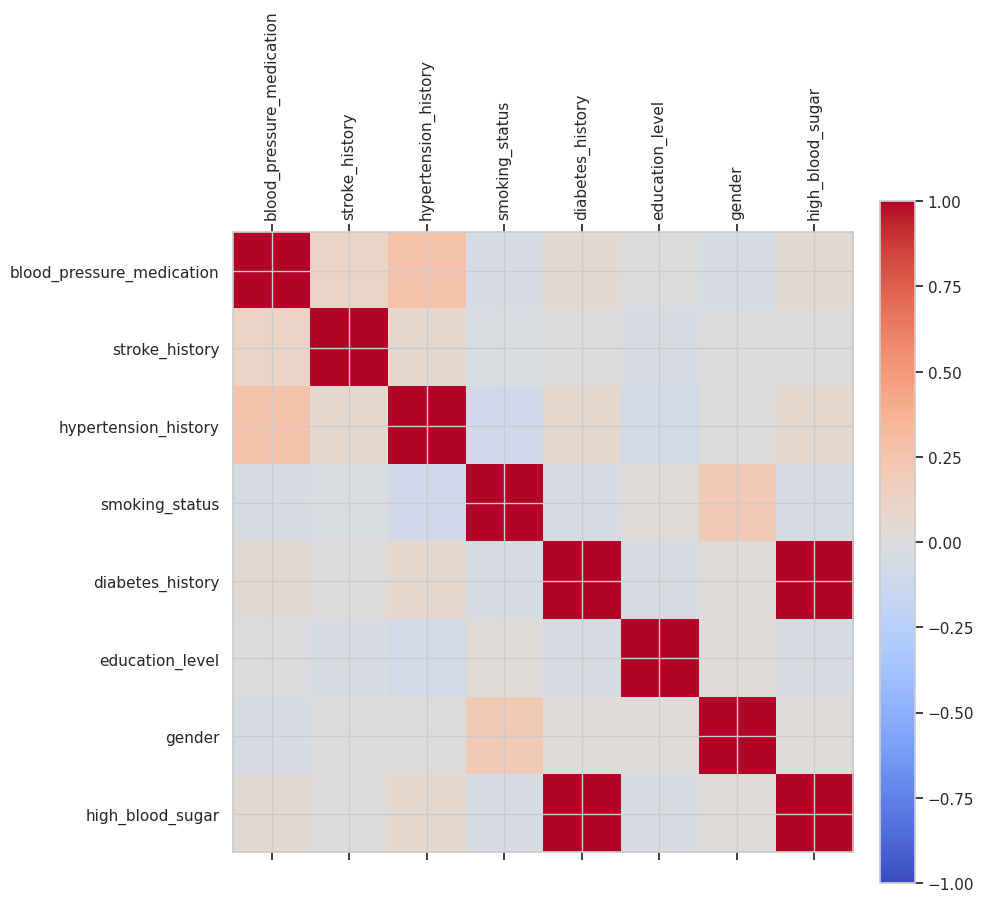 blood_pressure_medication
stroke_history
hypertension_history
smoking_status
diabetes_history
education_level
gender
high_blood_sugar
blood_pressure_medication
stroke_history
hypertension_history
smoking_status
diabetes_history
education_level
gender
high_blood_sugar
1.00
0.75
0.50
0.25
0.00
−0.25
−0.50
−0.75
−1.00